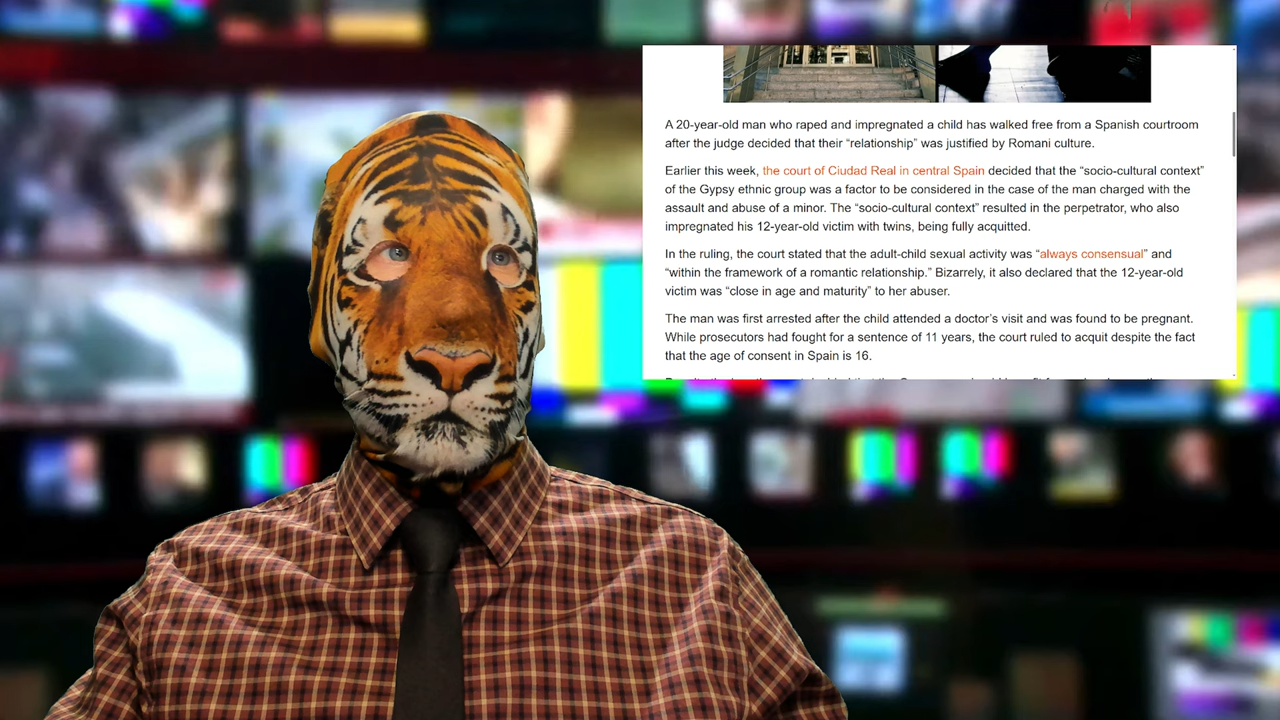 A 20-year-old man who raped and impregnated a child has walked free from a Spanish courtroom
after the judge decided that their “relationship” was justified by Romani culture.
Earlier this week, the court of Ciudad Real in central Spain decided that the “socio-cultural context”
of the Gypsy ethnic group was a factor to be considered in the case of the man charged with the
assault and abuse of a minor. The “socio-cultural context” resulted in the perpetrator, who also
impregnated his 12-year-old victim with twins, being fully acquitted.
In the ruling, the court stated that the adult-child sexual activity was “always consensual” and
“within the framework of a romantic relationship.” Bizarrely, it also declared that the 12-year-old
victim was “close in age and maturity” to her abuser.
The man was first arrested after the child attended a doctor’s visit and was found to be pregnant.
While prosecutors had fought for a sentence of 11 years, the court ruled to acquit despite the fact
that the age of consent in Spain is 16.